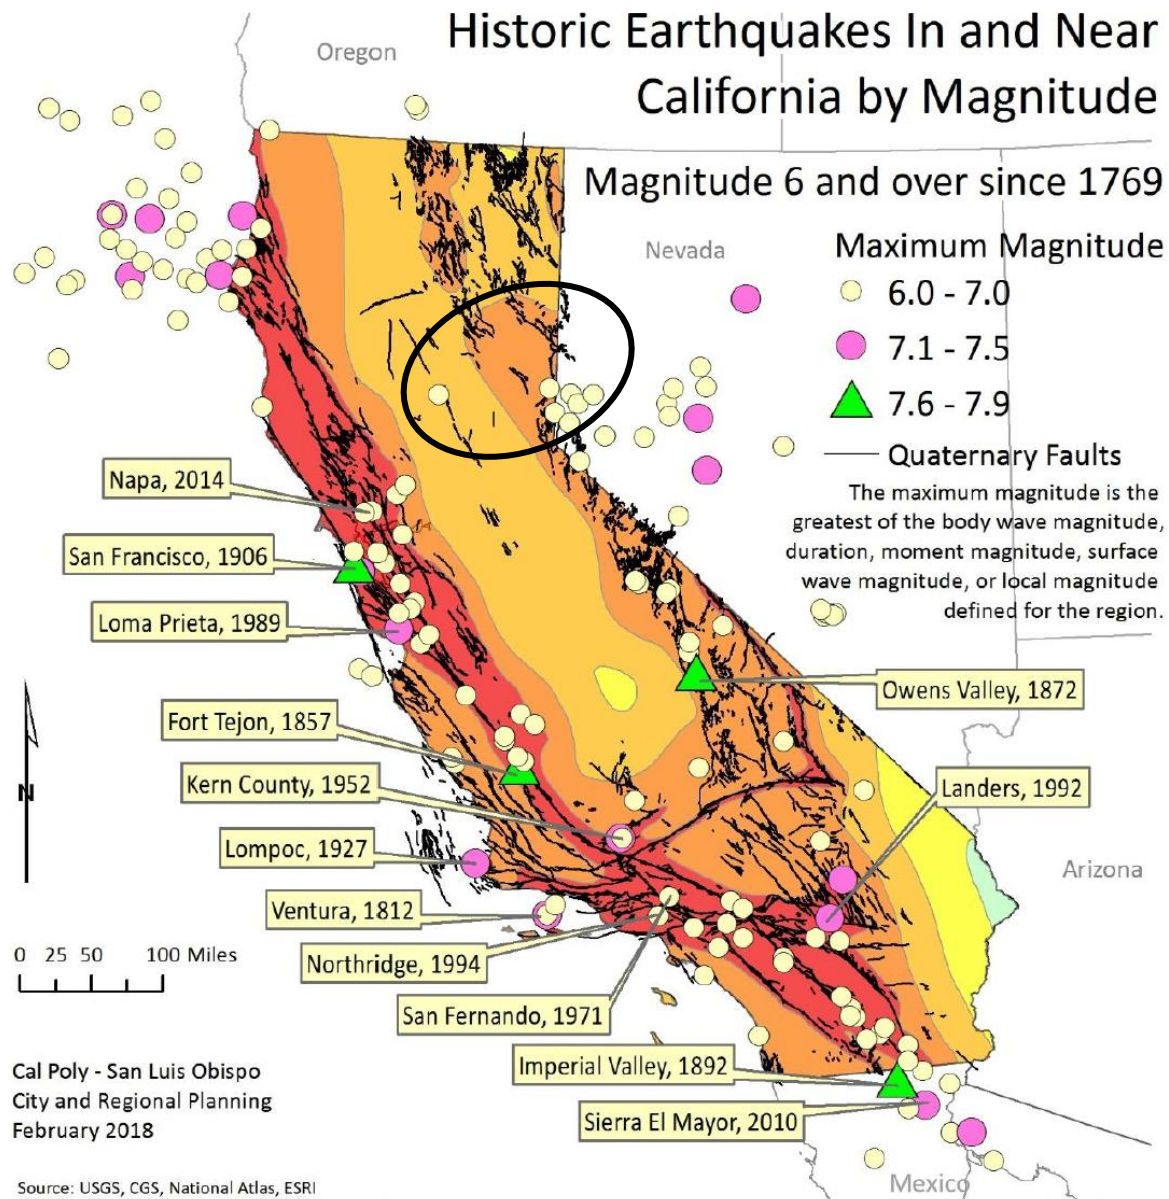 Historic Earthquakes In and Near
California by Magnitude
Magnitude 6 and over since 1769
Oregon
Nevada
Maximum Magnitude
6.0 - 7.0
7.1 - 7.5
7.6 - 7.9
Quaternary Faults
The maximum magnitude is the
greatest of the body wave magnitude,
duration, moment magnitude, surface
wave magnitude, or local magnitude
defined for the region.
Napa, 2014
San Francisco, 1906
Loma Prieta, 1989
Owens Valley, 1872
Fort Tejon, 1857
Kern County, 1952
Landers, 1992
Lompoc, 1927
Arizona
Ventura, 1812
Northridge, 1994
San Fernando, 1971
Imperial Valley, 1892
Sierra El Mayor, 2010
Mexico
N
0 25 50 100 Miles
Cal Poly - San Luis Obispo
City and Regional Planning
February 2018
Source: USGS, CGS, National Atlas, ESRI